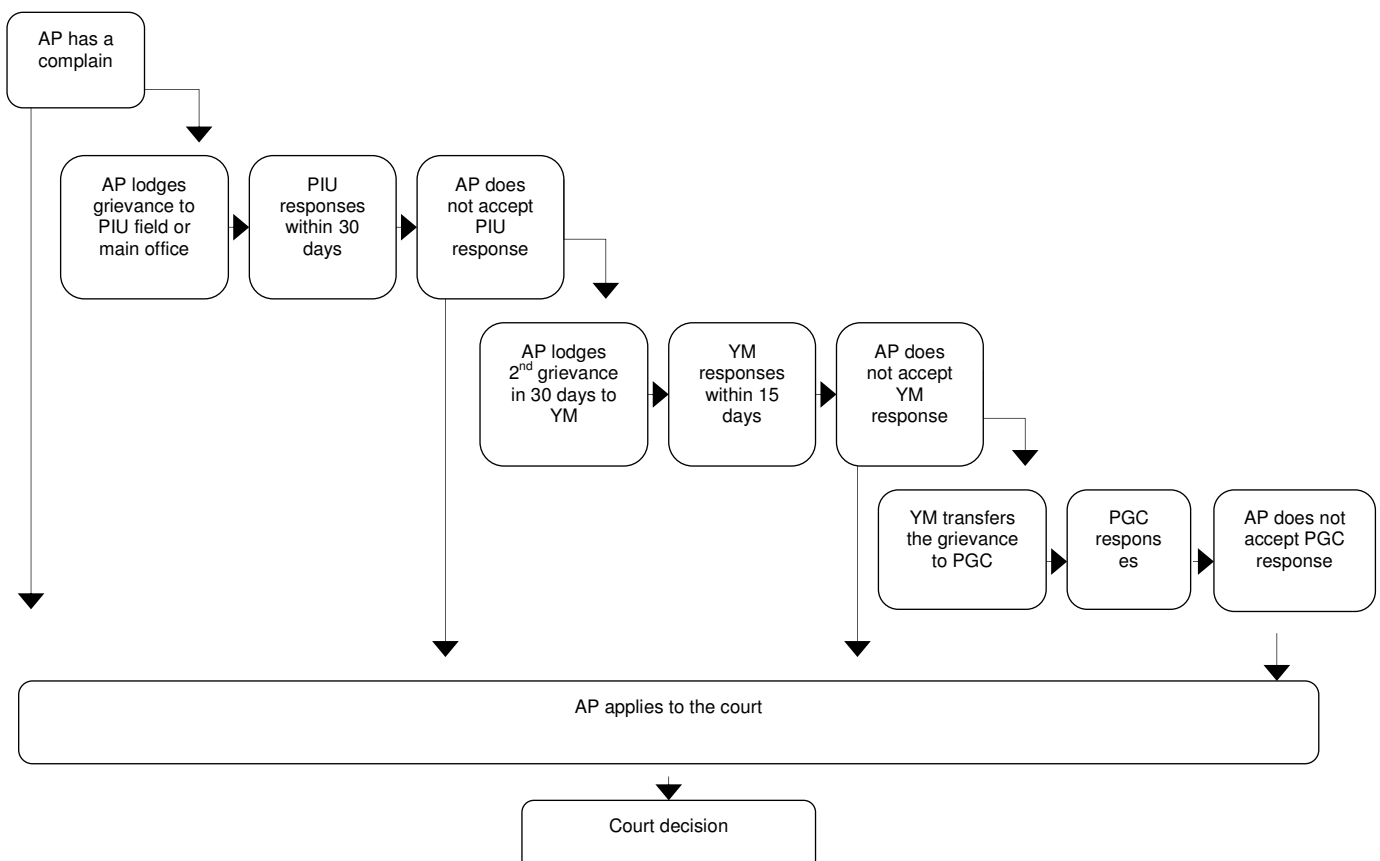 AP has a
complain
AP lodges
grievance to
PIU field or
main office
PIU
responses
within 30
days
AP does
not accept
PIU
response
AP lodges
2nd grievance
in 30 days to
YM
YM
responses
within 15
days
AP does
not accept
YM
response
YM transfers
the grievance
to PGC
PGC
respons
es
AP does not
accept PGC
response
AP applies to the court
Court decision